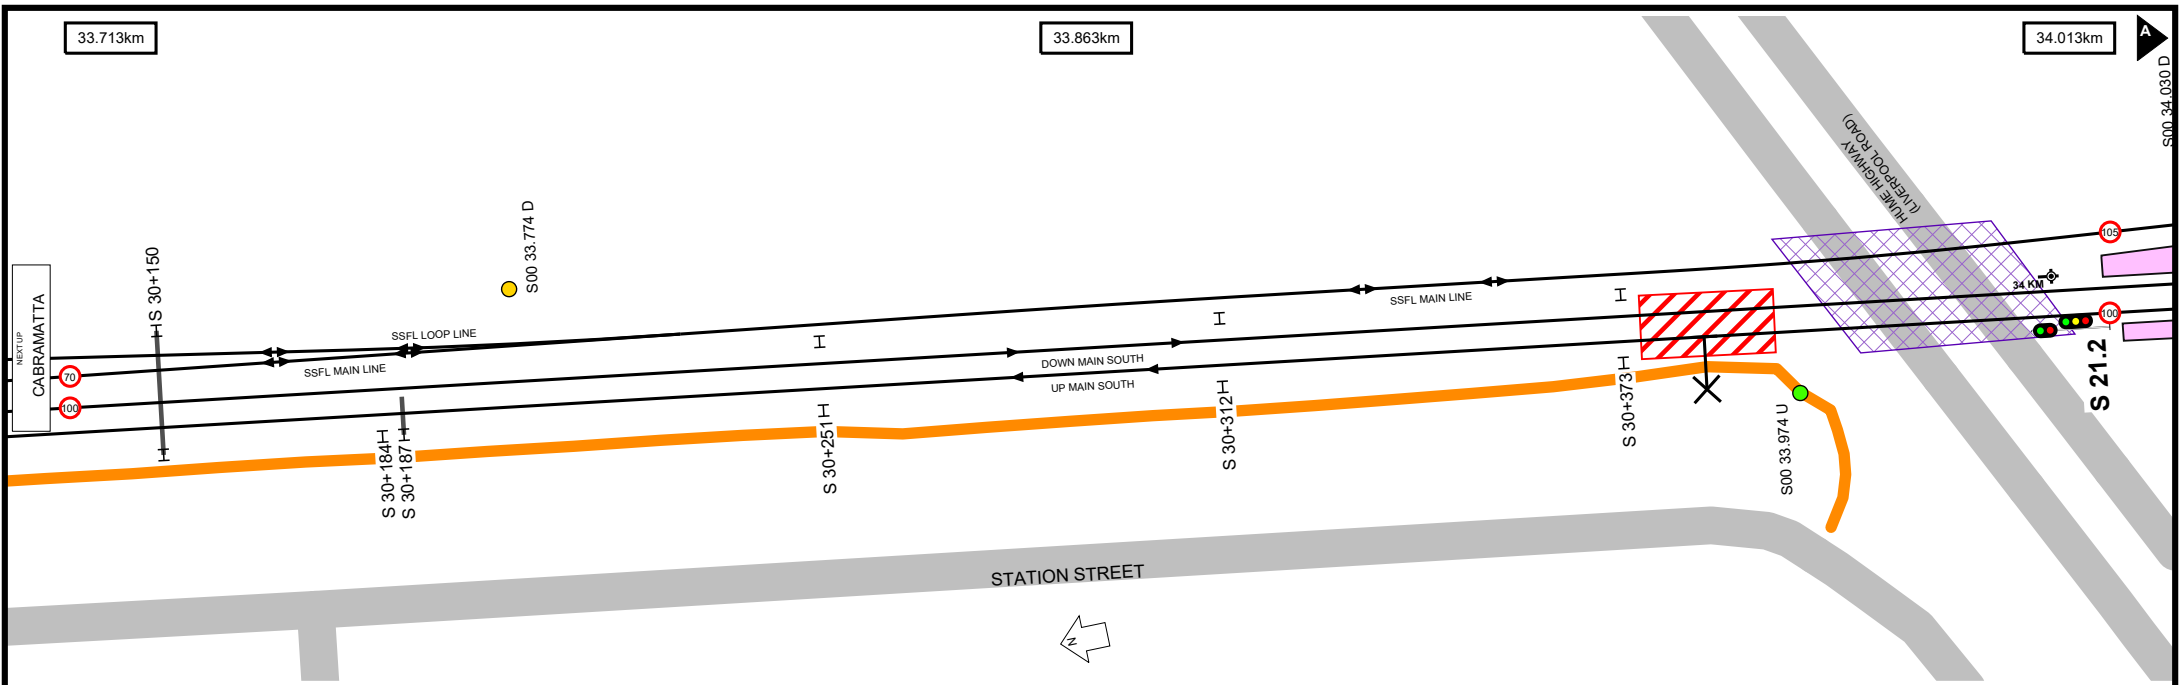 33.713km
33.863km
34.013km
A
S00 34.030 D
HUME HIGHWAY
(LIVERPOOL ROAD)
S00 33.774 D
S 30+150
NEXT UP
CABRAMATTA
SSFL LOOP LINE
SSFL MAIN LINE
SSFL MAIN LINE
DOWN MAIN SOUTH
UP MAIN SOUTH
70
100
105
100
34 KM
S 21.2
S 30+184
S 30+187
S 30+251
S 30+312
S 30+373
S00 33.974 U
STATION STREET
N